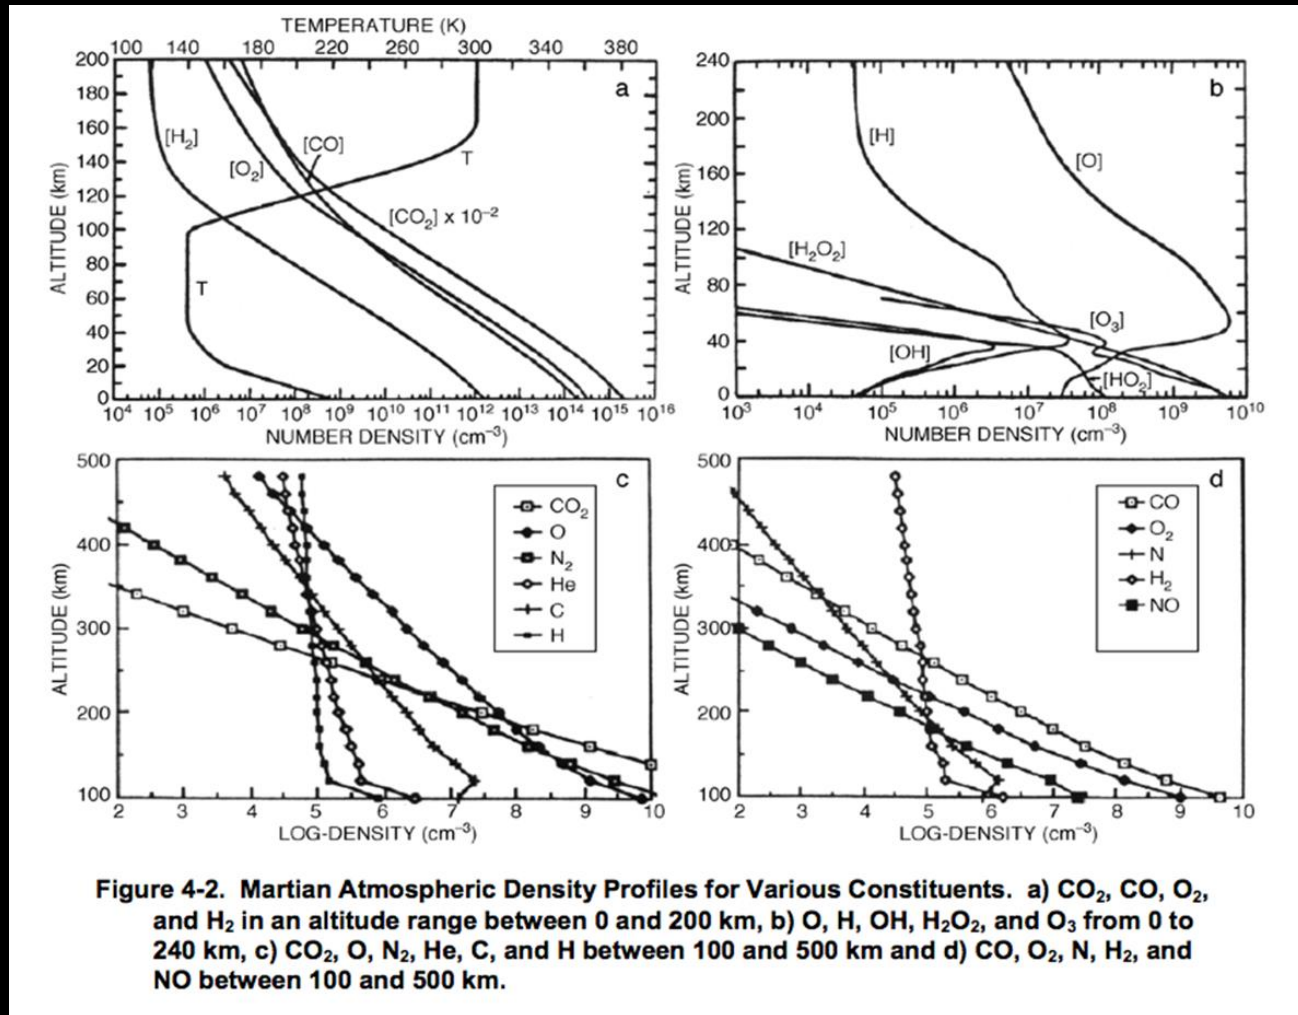 TEMPERATURE (K)
100 140 180 220 260 300 340 380
200
180
160
140
120
100
80
60
40
20
0
ALTITUDE (km)
a
[H₂]
[O₂]
[CO]
T
[CO₂] x 10⁻²
T
10⁴ 10⁵ 10⁶ 10⁷ 10⁸ 10⁹ 10¹⁰ 10¹¹ 10¹² 10¹³ 10¹⁴ 10¹⁵ 10¹⁶
NUMBER DENSITY (cm⁻³)
240
200
160
120
80
40
0
ALTITUDE (km)
b
[H]
[O]
[H₂O₂]
[O₃]
[OH]
[HO₂]
10³ 10⁴ 10⁵ 10⁶ 10⁷ 10⁸ 10⁹ 10¹⁰
NUMBER DENSITY (cm⁻³)
500
400
300
200
100
ALTITUDE (km)
c
CO₂
O
N₂
He
C
H
2 3 4 5 6 7 8 9 10
LOG-DENSITY (cm⁻³)
500
400
300
200
100
ALTITUDE (km)
d
CO
O₂
N
H₂
NO
2 3 4 5 6 7 8 9 10
LOG-DENSITY (cm⁻³)
Figure 4-2. Martian Atmospheric Density Profiles for Various Constituents. a) CO₂, CO, O₂,
and H₂ in an altitude range between 0 and 200 km, b) O, H, OH, H₂O₂, and O₃ from 0 to
240 km, c) CO₂, O, N₂, He, C, and H between 100 and 500 km and d) CO, O₂, N, H₂, and
NO between 100 and 500 km.